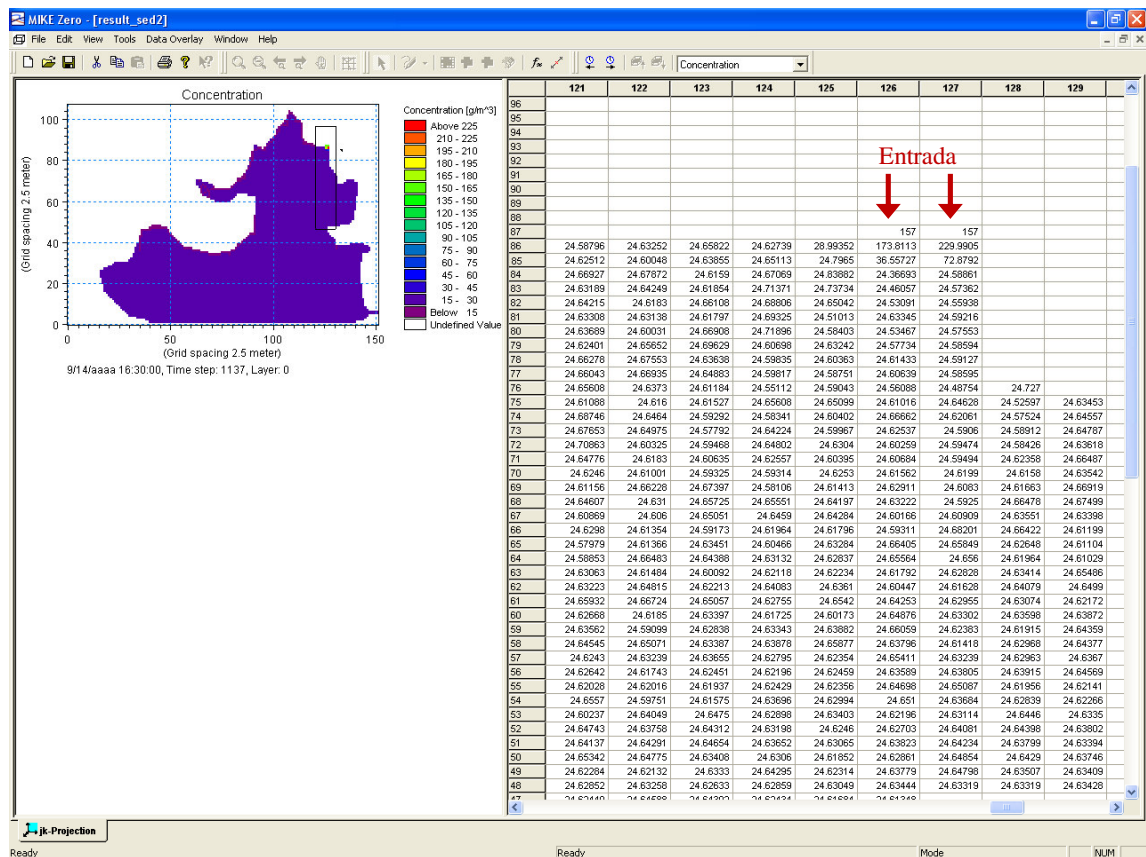 MIKE Zero - [result_sed2]
File Edit View Tools Data Overlay Window Help
Concentration
Concentration
Concentration [g/m^3]
Above 225
210 - 225
195 - 210
180 - 195
165 - 180
150 - 165
135 - 150
120 - 135
105 - 120
90 - 105
75 - 90
60 - 75
45 - 60
30 - 45
15 - 30
Below 15
Undefined Value
(Grid spacing 2.5 meter)
100
80
60
40
20
0
0 50 100 150
(Grid spacing 2.5 meter)
9/14/aaaa 16:30:00, Time step: 1137, Layer: 0
121 122 123 124 125 126 127 128 129
96
95
94
93
92
Entrada
91
90
89
88
87 157 157
86 24.58796 24.63252 24.65822 24.62739 28.99352 173.8113 229.9905
85 24.62512 24.60048 24.63855 24.65113 24.7965 36.55727 72.8792
84 24.66927 24.67872 24.6159 24.67069 24.83882 24.36693 24.58861
83 24.63189 24.64249 24.61854 24.71371 24.73734 24.46057 24.57362
82 24.64215 24.6183 24.66108 24.68806 24.65042 24.53091 24.55938
81 24.63308 24.63138 24.61797 24.69325 24.51013 24.63345 24.59216
80 24.63689 24.60031 24.66908 24.71896 24.58403 24.53467 24.57553
79 24.62401 24.65652 24.69629 24.60698 24.63242 24.57734 24.58594
78 24.66278 24.67553 24.63638 24.59835 24.60363 24.61433 24.59127
77 24.66043 24.66935 24.64883 24.59817 24.58751 24.60639 24.58595
76 24.65608 24.6373 24.61184 24.55112 24.59043 24.56088 24.48754 24.727
75 24.61088 24.616 24.61527 24.65608 24.65099 24.61016 24.64628 24.52597 24.63453
74 24.68746 24.6464 24.59292 24.58341 24.60402 24.66662 24.62061 24.57524 24.64557
73 24.67653 24.64975 24.57792 24.64224 24.59967 24.62537 24.5906 24.58912 24.64787
72 24.70863 24.60325 24.59468 24.64802 24.6304 24.60259 24.59474 24.58426 24.63618
71 24.64776 24.6183 24.60635 24.62557 24.60395 24.60684 24.59494 24.62358 24.66487
70 24.6246 24.61001 24.59325 24.59314 24.6253 24.61562 24.6199 24.6158 24.63542
69 24.61156 24.66228 24.67397 24.58106 24.61413 24.62911 24.6083 24.61663 24.66919
68 24.64607 24.631 24.65725 24.65551 24.64197 24.63222 24.5925 24.66478 24.67499
67 24.60869 24.606 24.65051 24.6459 24.64284 24.60166 24.60909 24.63551 24.63398
66 24.6298 24.61354 24.59173 24.61964 24.61796 24.59311 24.68201 24.66422 24.61199
65 24.57979 24.61366 24.63451 24.60466 24.63284 24.66405 24.65849 24.62648 24.61104
64 24.58853 24.66483 24.64388 24.63132 24.62837 24.65564 24.656 24.61964 24.61029
63 24.63063 24.61484 24.60092 24.62118 24.62234 24.61792 24.62828 24.63414 24.65486
62 24.63223 24.64815 24.62213 24.64083 24.6361 24.60447 24.61628 24.64079 24.6499
61 24.65932 24.66724 24.65057 24.62755 24.6542 24.64253 24.62955 24.63074 24.62172
60 24.62668 24.6185 24.63397 24.61725 24.60173 24.64876 24.63302 24.63598 24.63872
59 24.63562 24.59099 24.62838 24.63343 24.63882 24.66059 24.62383 24.61915 24.64359
58 24.64545 24.65071 24.63387 24.63878 24.65877 24.63796 24.61418 24.62968 24.64377
57 24.6243 24.63239 24.63655 24.62795 24.62354 24.65411 24.63239 24.62963 24.6367
56 24.62642 24.61743 24.62451 24.62196 24.62459 24.63589 24.63805 24.63915 24.64569
55 24.62028 24.62016 24.61937 24.62429 24.62356 24.64698 24.65087 24.61956 24.62141
54 24.6557 24.59751 24.61575 24.63696 24.62994 24.651 24.63684 24.62839 24.62266
53 24.60237 24.64049 24.6475 24.62898 24.63403 24.62196 24.63114 24.6446 24.6335
52 24.64743 24.63758 24.64312 24.63198 24.6246 24.62703 24.64081 24.64398 24.63802
51 24.64137 24.64291 24.64654 24.63652 24.63065 24.63823 24.64234 24.63799 24.63394
50 24.65342 24.64775 24.63408 24.6306 24.61852 24.62861 24.64854 24.6429 24.63746
49 24.62284 24.62132 24.6333 24.64295 24.62314 24.63779 24.64798 24.63507 24.63409
48 24.62852 24.63258 24.62633 24.62859 24.63049 24.63444 24.63319 24.63319 24.63428
jk-Projection
Ready Ready Mode NUM